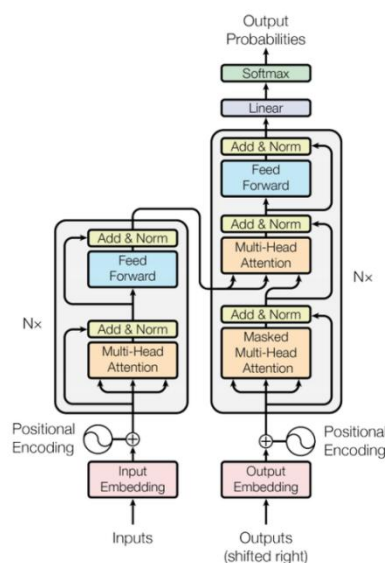 Output
Probabilities
Softmax
Linear
Add & Norm
Feed
Forward
Add & Norm
Multi-Head
Attention
Add & Norm
Masked
Multi-Head
Attention
N×
Add & Norm
Feed
Forward
Add & Norm
Multi-Head
Attention
N×
Positional
Encoding
Positional
Encoding
Input
Embedding
Output
Embedding
Inputs
Outputs
(shifted right)